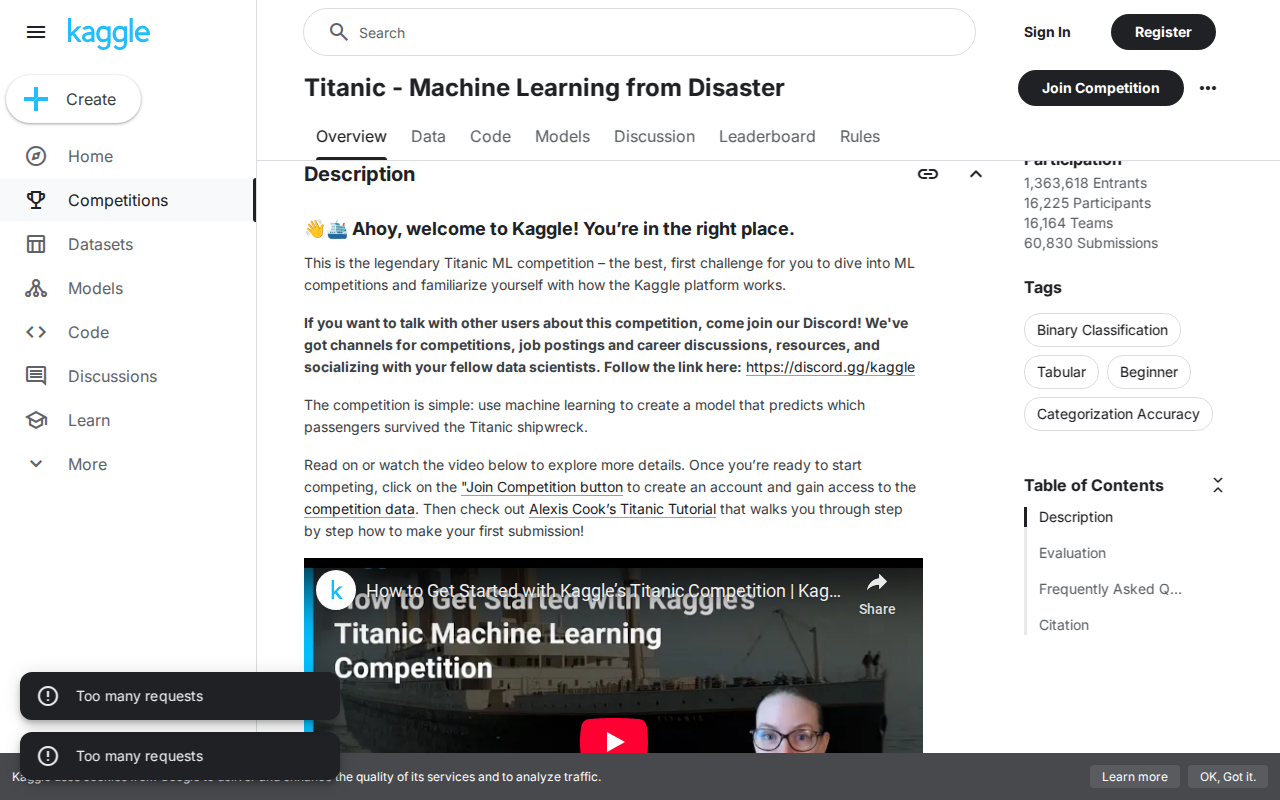 kaggle
Search
Sign In
Register
Create
Home
Competitions
Datasets
Models
Code
Discussions
Learn
More
Titanic - Machine Learning from Disaster
Join Competition
Overview
Data
Code
Models
Discussion
Leaderboard
Rules
Description
👋🛳️ Ahoy, welcome to Kaggle! You’re in the right place.
This is the legendary Titanic ML competition – the best, first challenge for you to dive into ML
competitions and familiarize yourself with how the Kaggle platform works.
If you want to talk with other users about this competition, come join our Discord! We've
got channels for competitions, job postings and career discussions, resources, and
socializing with your fellow data scientists. Follow the link here: https://discord.gg/kaggle
The competition is simple: use machine learning to create a model that predicts which
passengers survived the Titanic shipwreck.
Read on or watch the video below to explore more details. Once you’re ready to start
competing, click on the "Join Competition button to create an account and gain access to the
competition data. Then check out Alexis Cook’s Titanic Tutorial that walks you through step
by step how to make your first submission!
How to Get Started with Kaggle’s Titanic Competition | Kag...
Share
How to Get Started with Kaggle's
Titanic Machine Learning
Competition
Participation
1,363,618 Entrants
16,225 Participants
16,164 Teams
60,830 Submissions
Tags
Binary Classification
Tabular
Beginner
Categorization Accuracy
Table of Contents
Description
Evaluation
Frequently Asked Q...
Citation
Too many requests
Too many requests
Kaggle uses cookies from Google to deliver and enhance the quality of its services and to analyze traffic.
Learn more
OK, Got it.